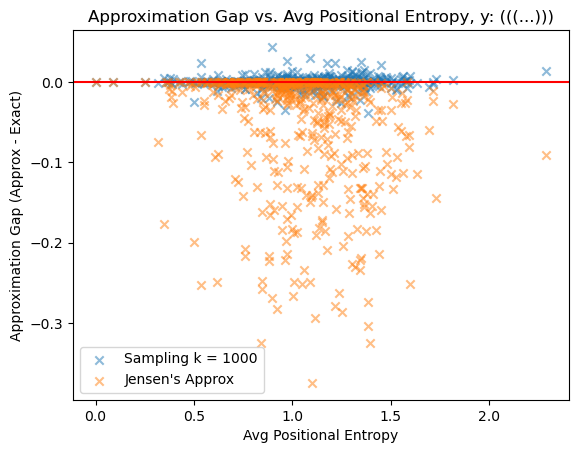 Approximation Gap vs. Avg Positional Entropy, y: (((...)))
Approximation Gap (Approx - Exact)
0.0
−0.1
−0.2
−0.3
Sampling k = 1000
Jensen's Approx
0.0 0.5 1.0 1.5 2.0
Avg Positional Entropy